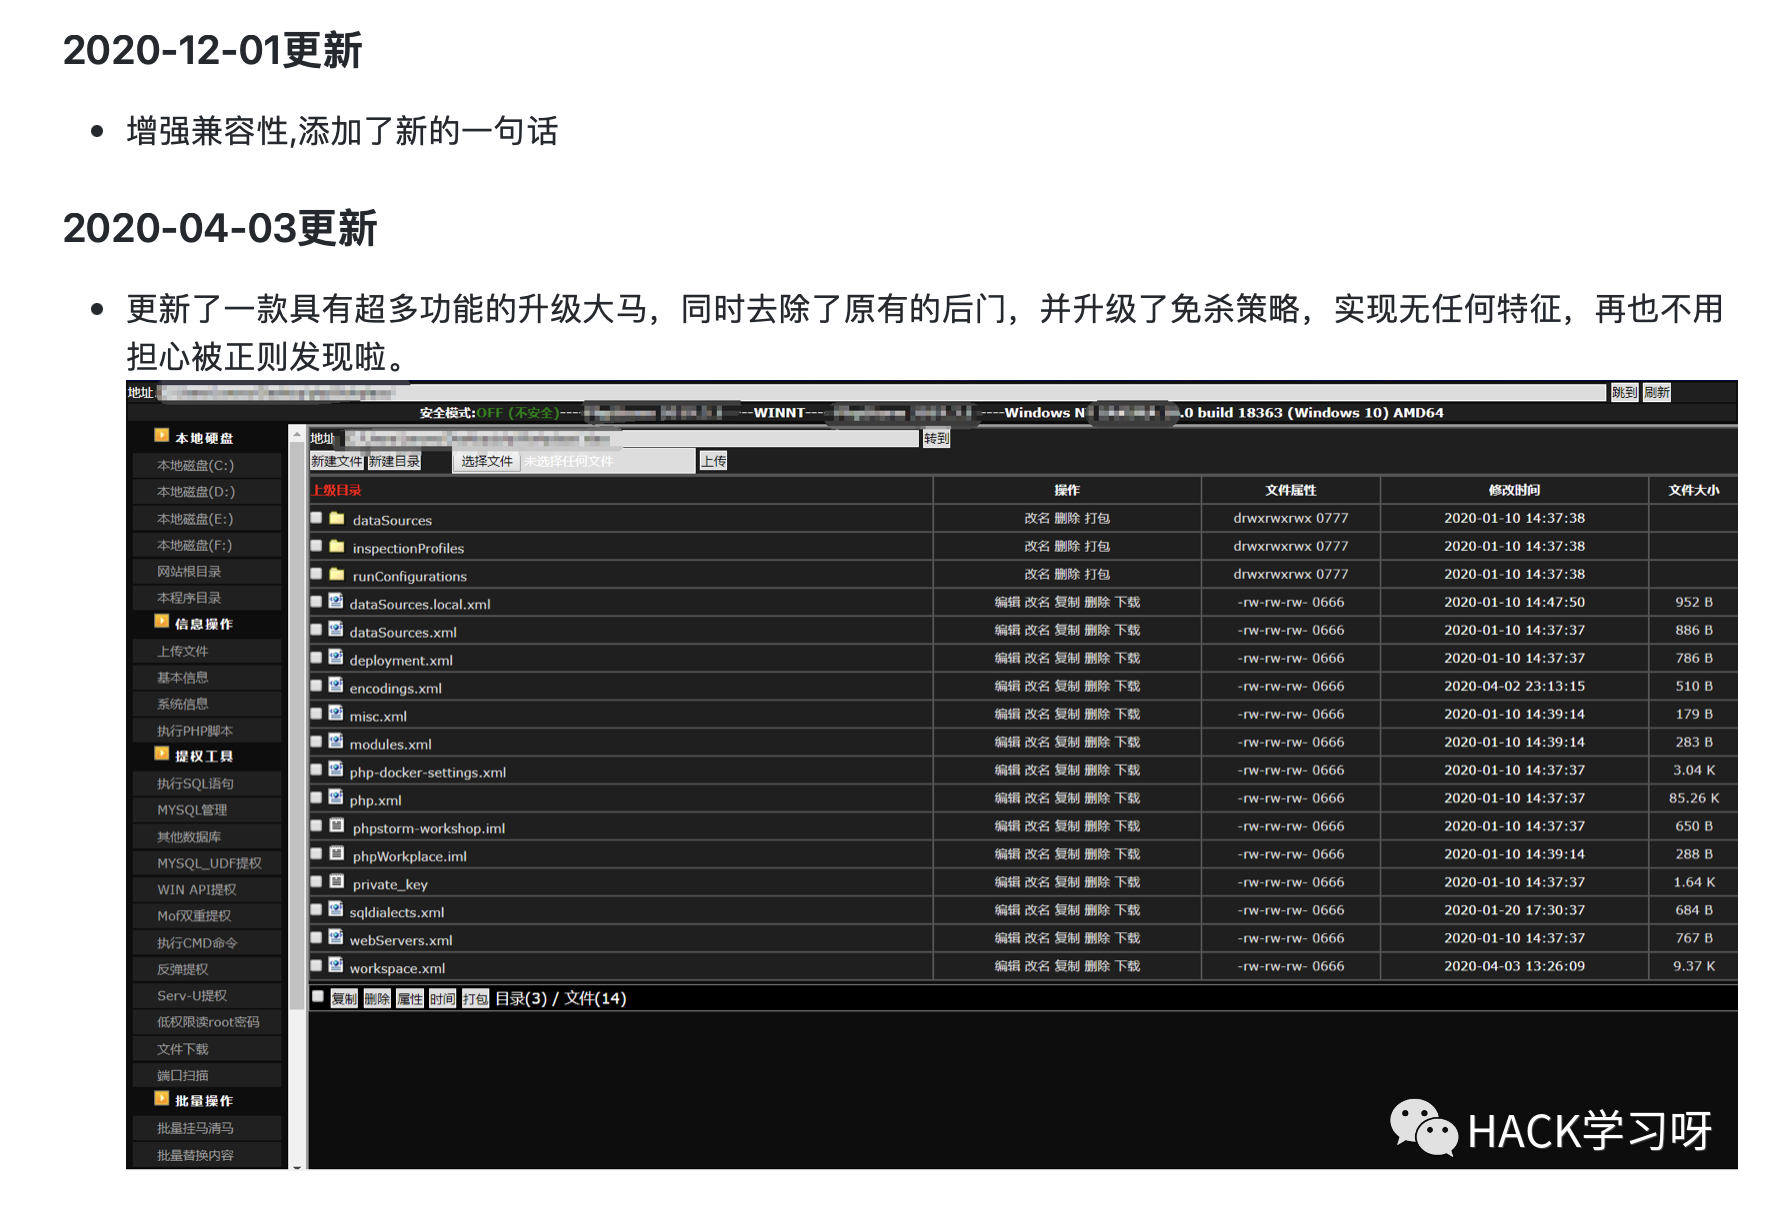 2020-12-01更新
增强兼容性,添加了新的一句话
2020-04-03更新
更新了一款具有超多功能的升级大马，同时去除了原有的后门，并升级了免杀策略，实现无任何特征，再也不用
担心被正则发现啦。
地址 跳到 刷新
安全模式:OFF (不安全)---- ---WINNT--- ----Windows N .0 build 18363 (Windows 10) AMD64
本地硬盘
本地磁盘(C:)
本地磁盘(D:)
本地磁盘(E:)
本地磁盘(F:)
网站根目录
本程序目录
信息操作
上传文件
基本信息
系统信息
执行PHP脚本
提权工具
执行SQL语句
MYSQL管理
其他数据库
MYSQL_UDF提权
WIN API提权
Mof双重提权
执行CMD命令
反弹提权
Serv-U提权
低权限读root密码
文件下载
端口扫描
批量操作
批量挂马清马
批量替换内容
地址 转到
新建文件 新建目录 选择文件 未选择任何文件 上传
上级目录 操作 文件属性 修改时间 文件大小
dataSources 改名 删除 打包 drwxrwxrwx 0777 2020-01-10 14:37:38
inspectionProfiles 改名 删除 打包 drwxrwxrwx 0777 2020-01-10 14:37:38
runConfigurations 改名 删除 打包 drwxrwxrwx 0777 2020-01-10 14:37:38
dataSources.local.xml 编辑 改名 复制 删除 下载 -rw-rw-rw- 0666 2020-01-10 14:47:50 952 B
dataSources.xml 编辑 改名 复制 删除 下载 -rw-rw-rw- 0666 2020-01-10 14:37:37 886 B
deployment.xml 编辑 改名 复制 删除 下载 -rw-rw-rw- 0666 2020-01-10 14:37:37 786 B
encodings.xml 编辑 改名 复制 删除 下载 -rw-rw-rw- 0666 2020-04-02 23:13:15 510 B
misc.xml 编辑 改名 复制 删除 下载 -rw-rw-rw- 0666 2020-01-10 14:39:14 179 B
modules.xml 编辑 改名 复制 删除 下载 -rw-rw-rw- 0666 2020-01-10 14:39:14 283 B
php-docker-settings.xml 编辑 改名 复制 删除 下载 -rw-rw-rw- 0666 2020-01-10 14:37:37 3.04 K
php.xml 编辑 改名 复制 删除 下载 -rw-rw-rw- 0666 2020-01-10 14:37:37 85.26 K
phpstorm-workshop.iml 编辑 改名 复制 删除 下载 -rw-rw-rw- 0666 2020-01-10 14:37:37 650 B
phpWorkplace.iml 编辑 改名 复制 删除 下载 -rw-rw-rw- 0666 2020-01-10 14:39:14 288 B
private_key 编辑 改名 复制 删除 下载 -rw-rw-rw- 0666 2020-01-10 14:37:37 1.64 K
sqldialects.xml 编辑 改名 复制 删除 下载 -rw-rw-rw- 0666 2020-01-20 17:30:37 684 B
webServers.xml 编辑 改名 复制 删除 下载 -rw-rw-rw- 0666 2020-01-10 14:37:37 767 B
workspace.xml 编辑 改名 复制 删除 下载 -rw-rw-rw- 0666 2020-04-03 13:26:09 9.37 K
复制 删除 属性 时间 打包 目录(3) / 文件(14)
HACK学习呀